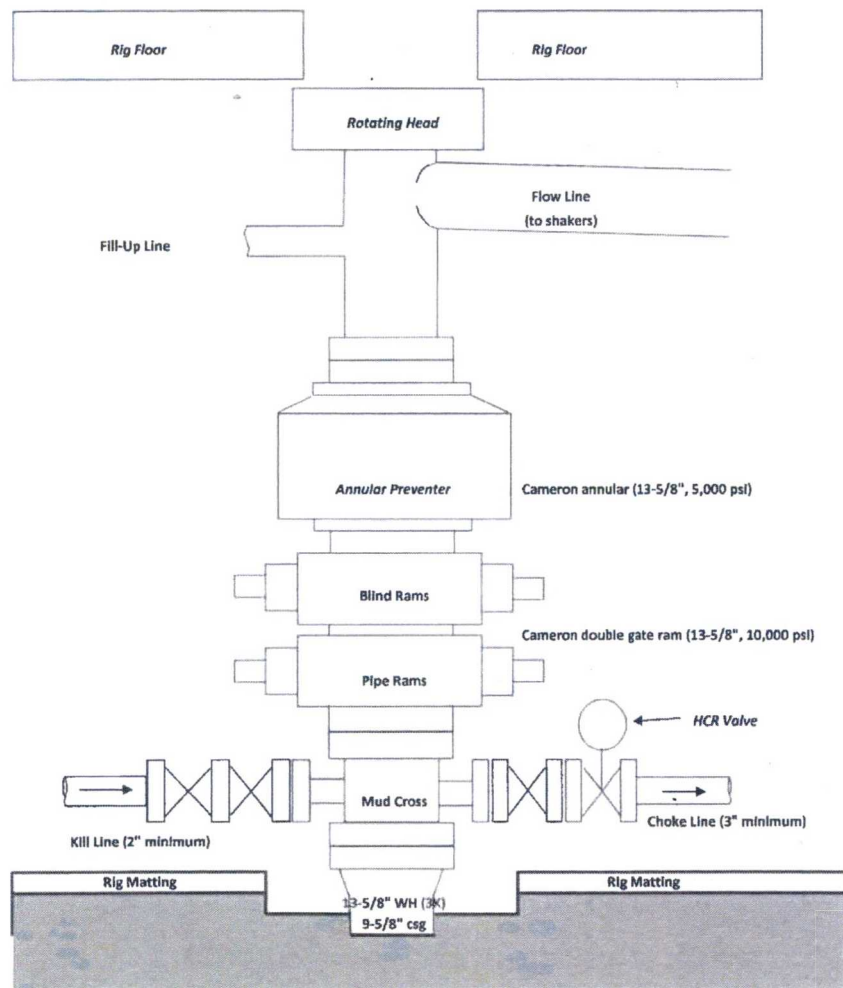 Rig Floor
Rig Floor
Rotating Head
Flow Line
(to shakers)
Fill-Up Line
Annular Preventer
Cameron annular (13-5/8", 5,000 psi)
Blind Rams
Cameron double gate ram (13-5/8", 10,000 psi)
Pipe Rams
HCR Valve
Mud Cross
Kill Line (2" minimum)
Choke Line (3" minimum)
Rig Matting
Rig Matting
13-5/8" WH (3K)
9-5/8" csg